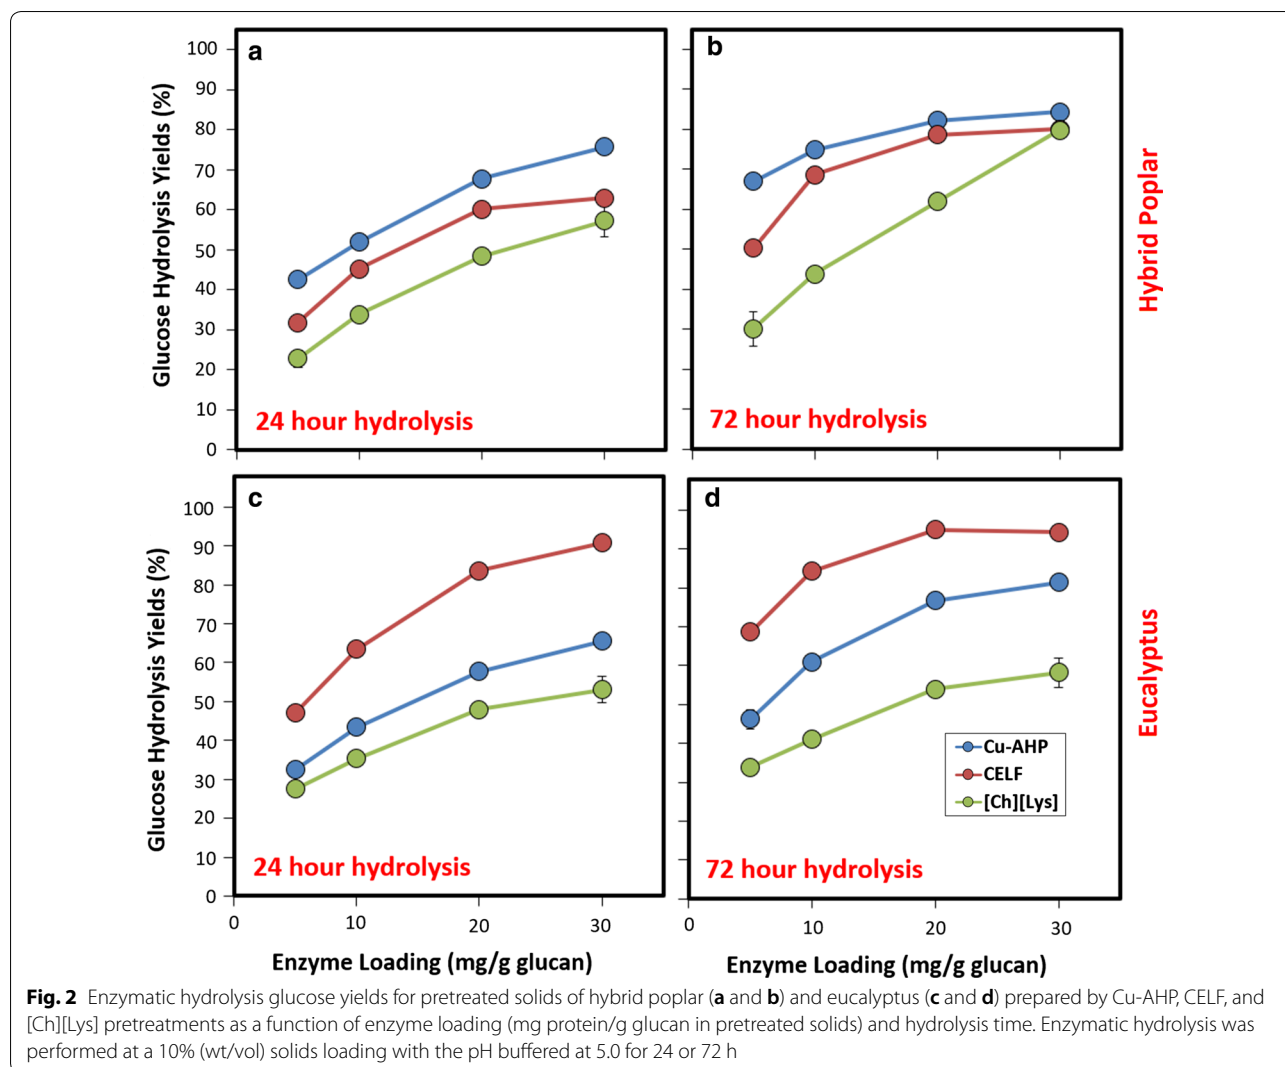 a
b
100
90
80
70
60
50
40
30
20
10
0
Glucose Hydrolysis Yields (%)
24 hour hydrolysis
72 hour hydrolysis
Hybrid Poplar
c
d
100
90
80
70
60
50
40
30
20
10
0
Glucose Hydrolysis Yields (%)
24 hour hydrolysis
72 hour hydrolysis
Cu-AHP
CELF
[Ch][Lys]
Eucalyptus
0 10 20 30
0 10 20 30
Enzyme Loading (mg/g glucan)
Enzyme Loading (mg/g glucan)
Fig. 2 Enzymatic hydrolysis glucose yields for pretreated solids of hybrid poplar (a and b) and eucalyptus (c and d) prepared by Cu-AHP, CELF, and
[Ch][Lys] pretreatments as a function of enzyme loading (mg protein/g glucan in pretreated solids) and hydrolysis time. Enzymatic hydrolysis was
performed at a 10% (wt/vol) solids loading with the pH buffered at 5.0 for 24 or 72 h